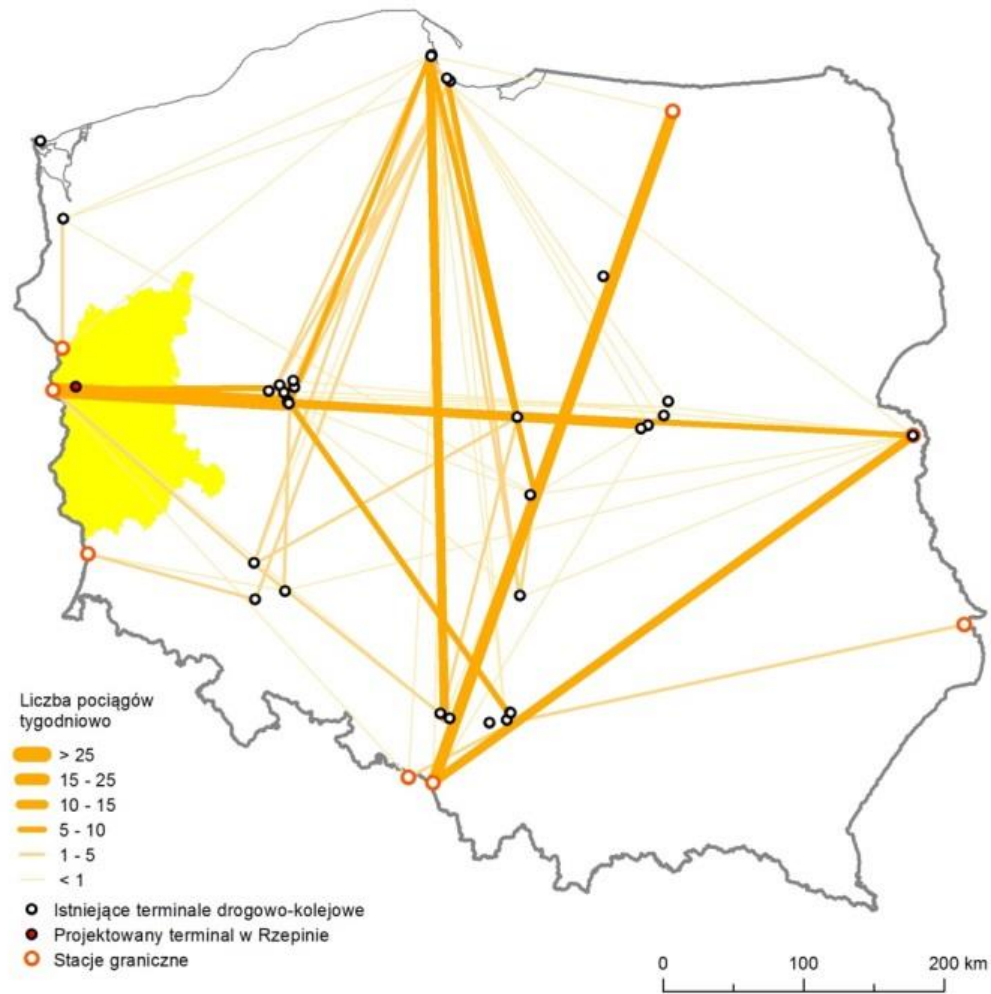 Liczba pociągów
tygodniowo
> 25
15 - 25
10 - 15
5 - 10
1 - 5
< 1
Istniejące terminale drogowo-kolejowe
Projektowany terminal w Rzepinie
Stacje graniczne
0 100 200 km